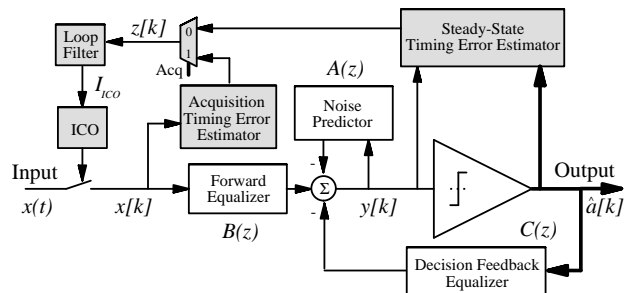 Loop
Filter
z[k]
0
1
Acq
Steady-State
Timing Error Estimator
I_ICO
ICO
Acquisition
Timing Error
Estimator
A(z)
Noise
Predictor
Input
x(t)
x[k]
Forward
Equalizer
B(z)
-
Σ
-
y[k]
Output
â[k]
C(z)
Decision Feedback
Equalizer